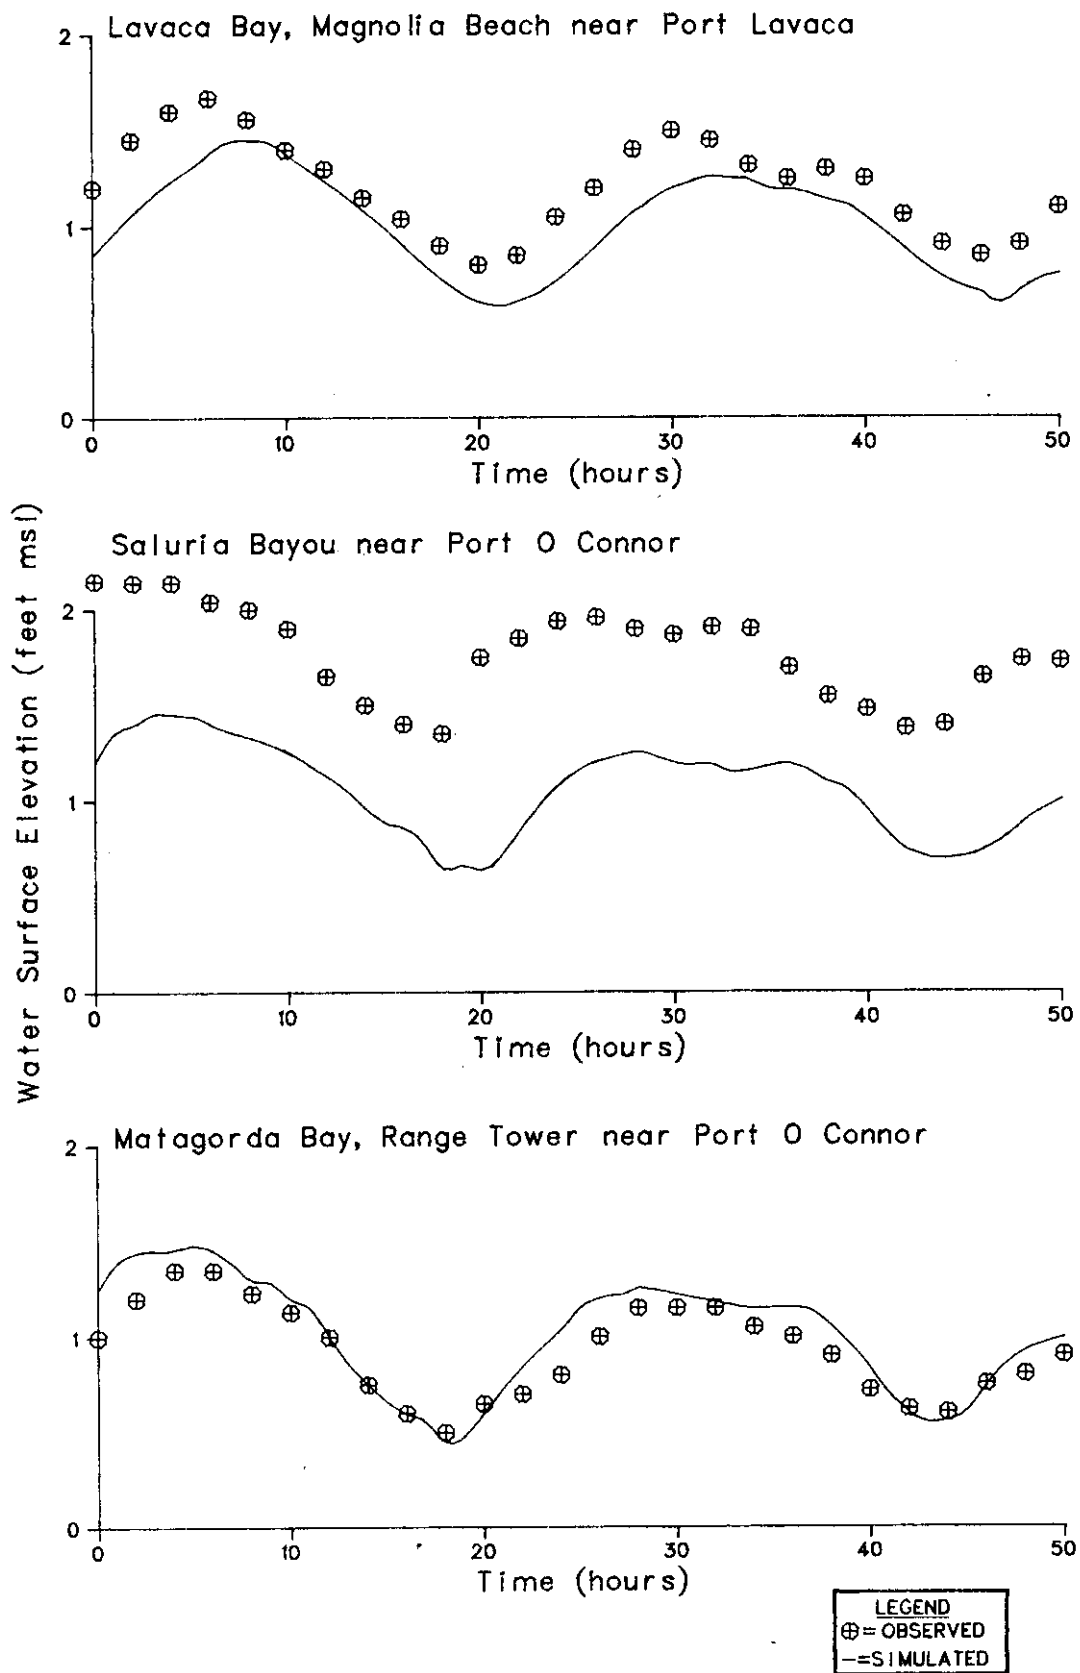 Lavaca Bay, Magnolia Beach near Port Lavaca
2
1
0
0 10 20 30 40 50
Time (hours)
Water Surface Elevation (feet msl)
Saluria Bayou near Port O Connor
2
1
0
0 10 20 30 40 50
Time (hours)
Matagorda Bay, Range Tower near Port O Connor
2
1
0
0 10 20 30 40 50
Time (hours)
LEGEND
⊕= OBSERVED
—=SIMULATED